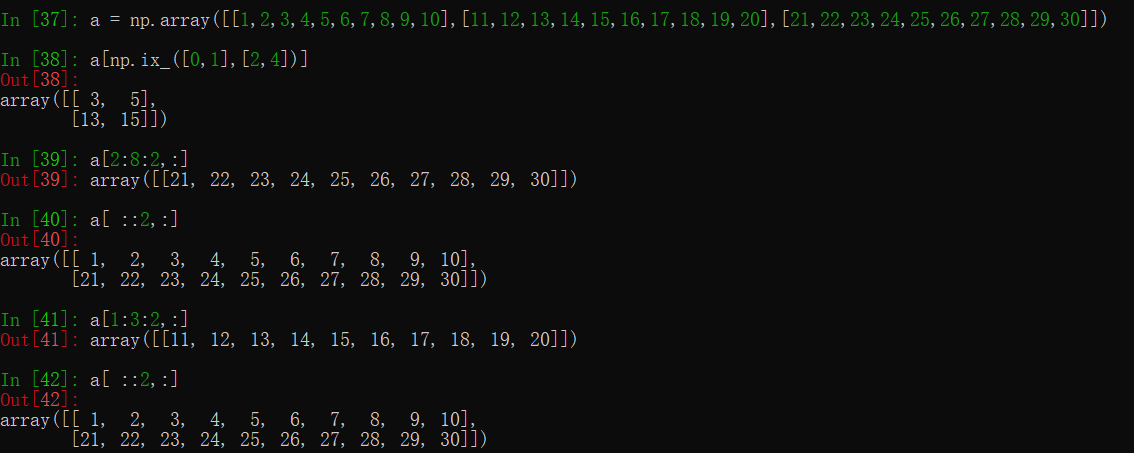 In [37]: a = np.array([[1,2,3,4,5,6,7,8,9,10],[11,12,13,14,15,16,17,18,19,20],[21,22,23,24,25,26,27,28,29,30]])
In [38]: a[np.ix_([0,1],[2,4])]
Out[38]:
array([[ 3,  5],
       [13, 15]])
In [39]: a[2:8:2,:]
Out[39]: array([[21, 22, 23, 24, 25, 26, 27, 28, 29, 30]])
In [40]: a[ ::2,:]
Out[40]:
array([[ 1,  2,  3,  4,  5,  6,  7,  8,  9, 10],
       [21, 22, 23, 24, 25, 26, 27, 28, 29, 30]])
In [41]: a[1:3:2,:]
Out[41]: array([[11, 12, 13, 14, 15, 16, 17, 18, 19, 20]])
In [42]: a[ ::2,:]
Out[42]:
array([[ 1,  2,  3,  4,  5,  6,  7,  8,  9, 10],
       [21, 22, 23, 24, 25, 26, 27, 28, 29, 30]])